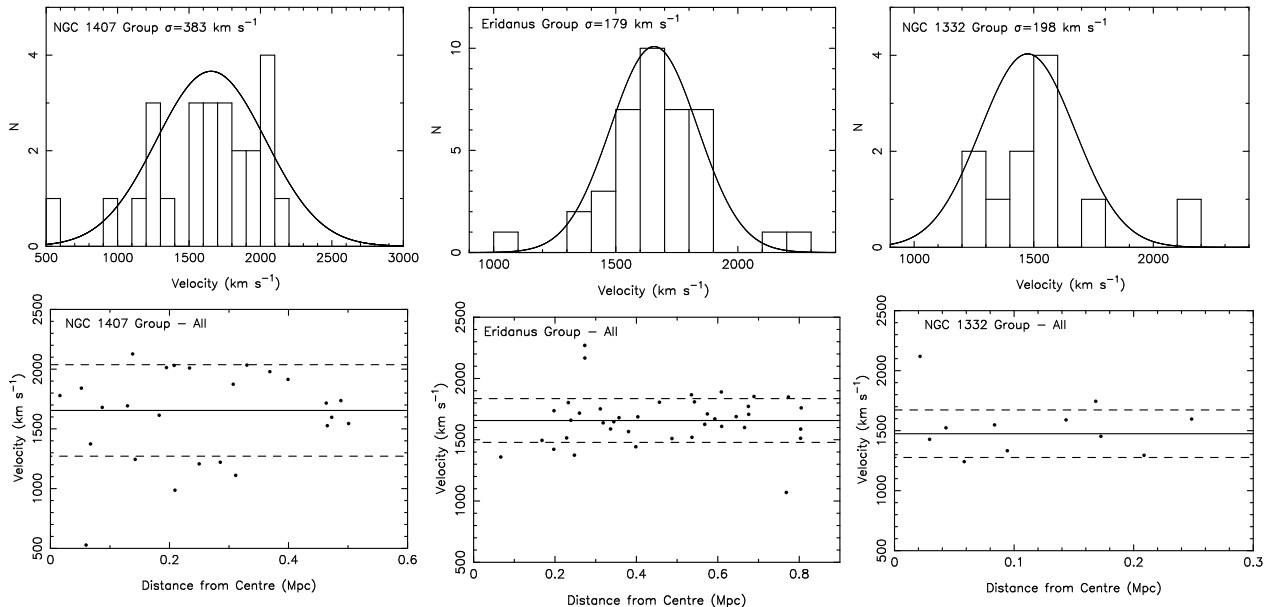 NGC 1407 Group σ=383 km s⁻¹
N
4
2
0
500 1000 1500 2000 2500 3000
Velocity (km s⁻¹)
Eridanus Group σ=179 km s⁻¹
N
10
5
0
1000 1500 2000
Velocity (km s⁻¹)
NGC 1332 Group σ=198 km s⁻¹
N
4
2
0
1000 1500 2000
Velocity (km s⁻¹)
NGC 1407 Group – All
Velocity (km s⁻¹)
2500
2000
1500
1000
500
0 0.2 0.4 0.6
Distance from Centre (Mpc)
Eridanus Group – All
Velocity (km s⁻¹)
2500
2000
1500
1000
500
0 0.2 0.4 0.6 0.8
Distance from Centre (Mpc)
NGC 1332 Group – All
Velocity (km s⁻¹)
2500
2000
1500
1000
500
0 0.1 0.2 0.3
Distance from Centre (Mpc)